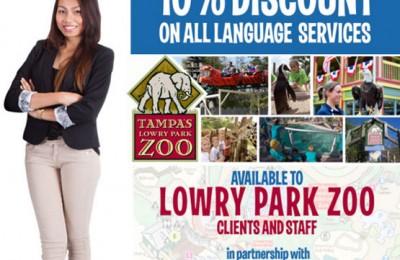 10% DISCOUNT
ON ALL LANGUAGE SERVICES
TAMPA'S
LOWRY PARK
ZOO
AVAILABLE TO
LOWRY PARK ZOO
CLIENTS AND STAFF
in partnership with